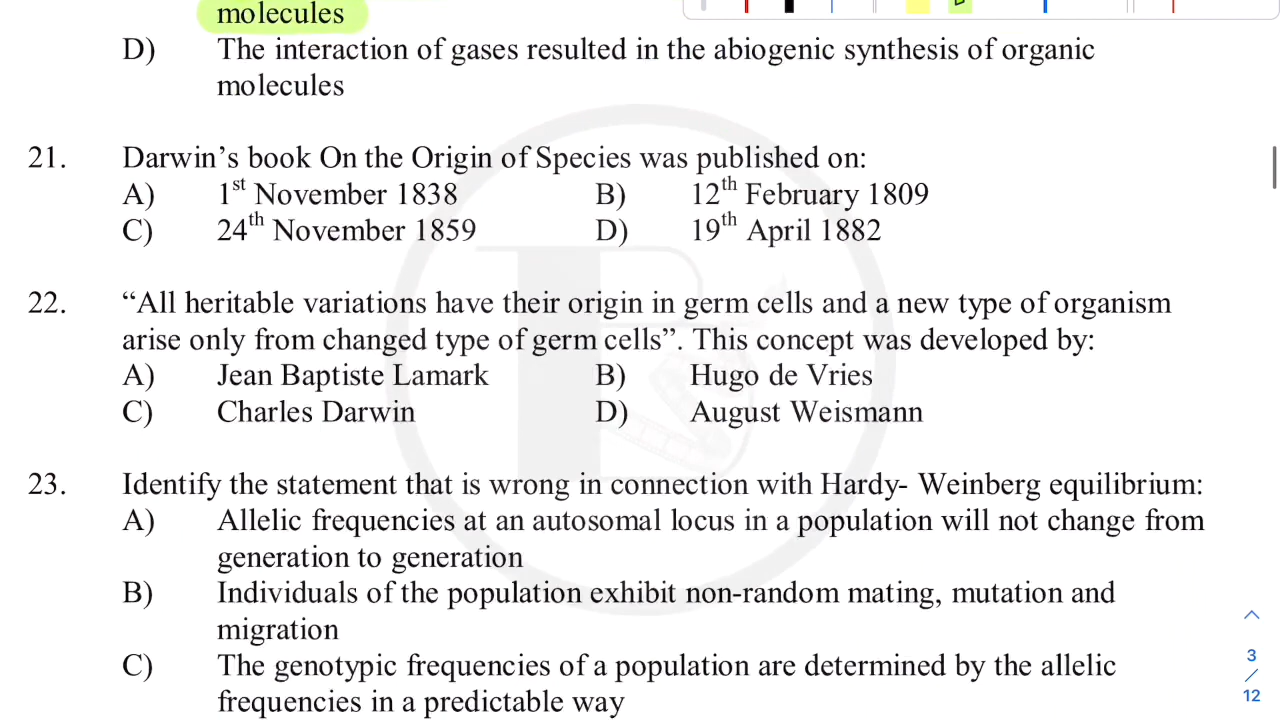 molecules
D) The interaction of gases resulted in the abiogenic synthesis of organic
molecules
21. Darwin’s book On the Origin of Species was published on:
A) 1st November 1838 B) 12th February 1809
C) 24th November 1859 D) 19th April 1882
22. “All heritable variations have their origin in germ cells and a new type of organism
arise only from changed type of germ cells”. This concept was developed by:
A) Jean Baptiste Lamark B) Hugo de Vries
C) Charles Darwin D) August Weismann
23. Identify the statement that is wrong in connection with Hardy- Weinberg equilibrium:
A) Allelic frequencies at an autosomal locus in a population will not change from
generation to generation
B) Individuals of the population exhibit non-random mating, mutation and
migration
C) The genotypic frequencies of a population are determined by the allelic
frequencies in a predictable way
3
/
12